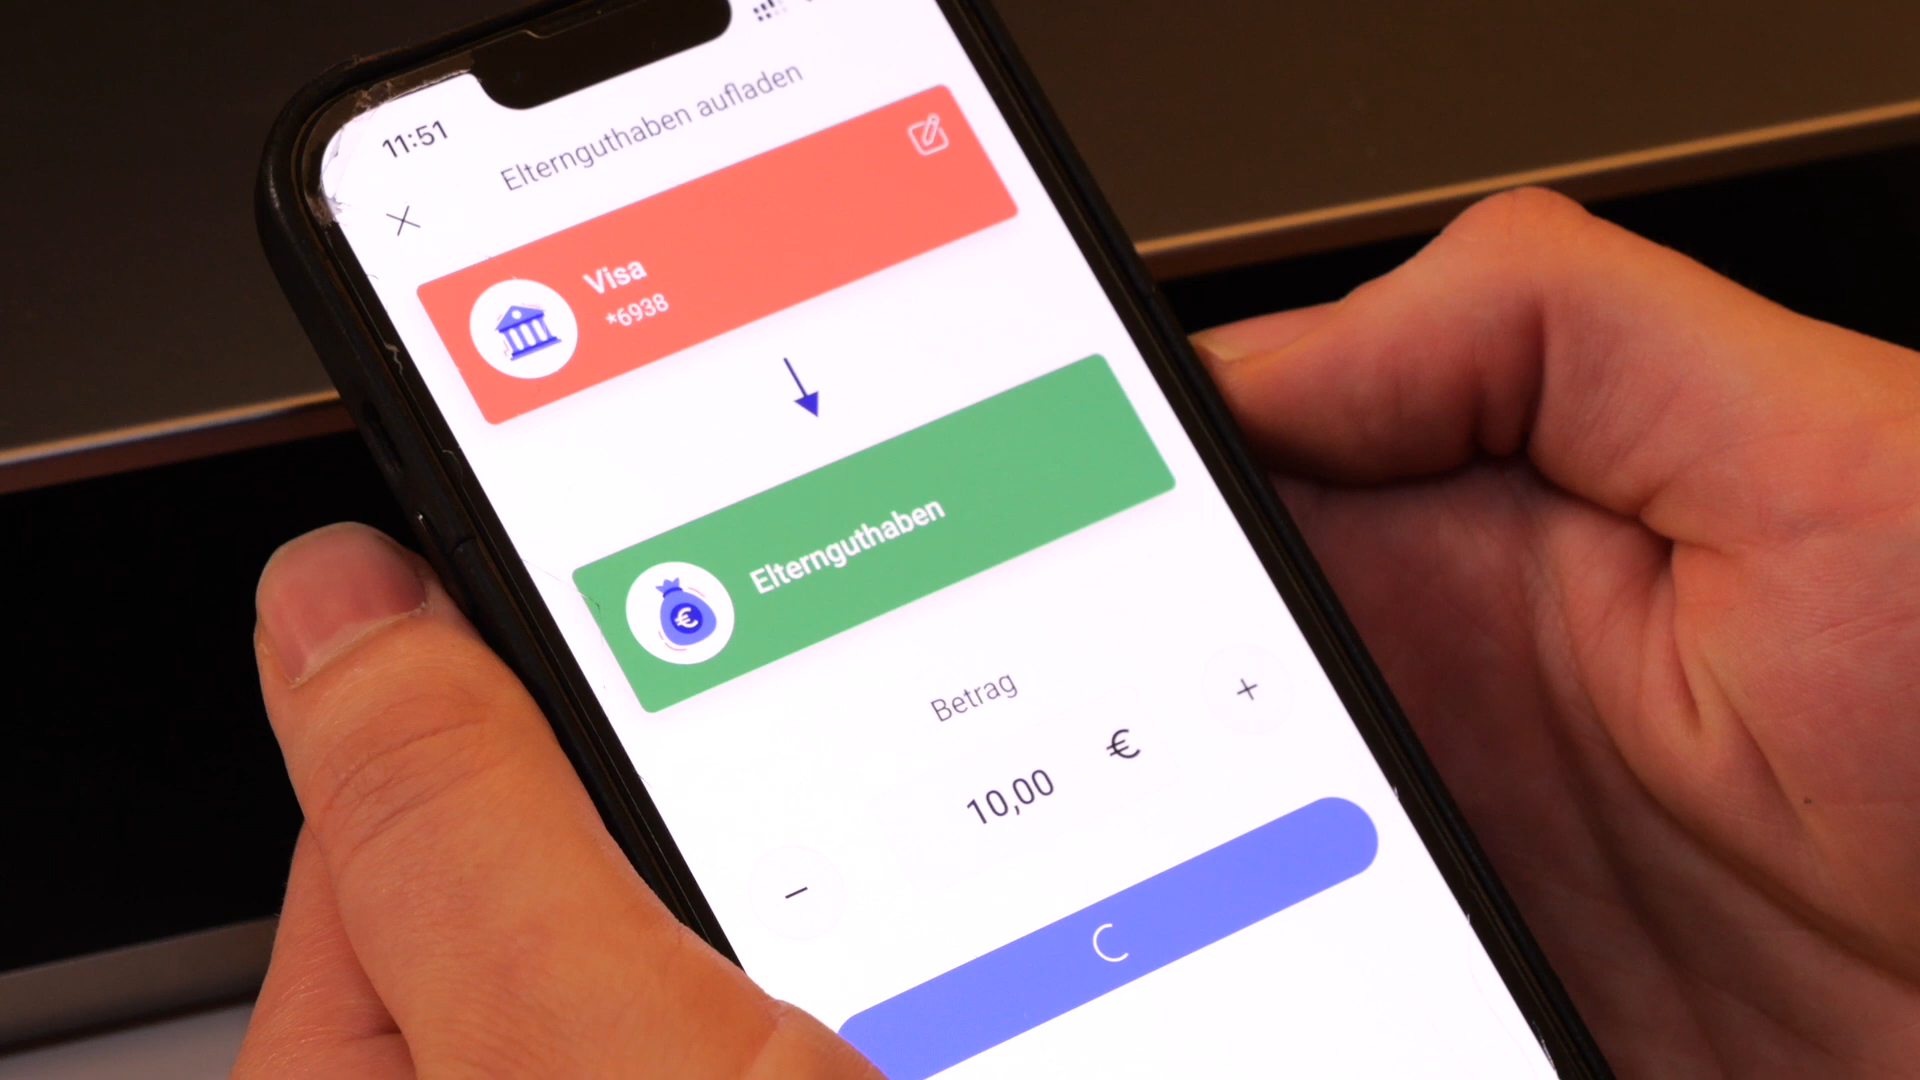 11:51
Elternguthaben aufladen
Visa
*6938
Elternguthaben
€
Betrag
10,00 €